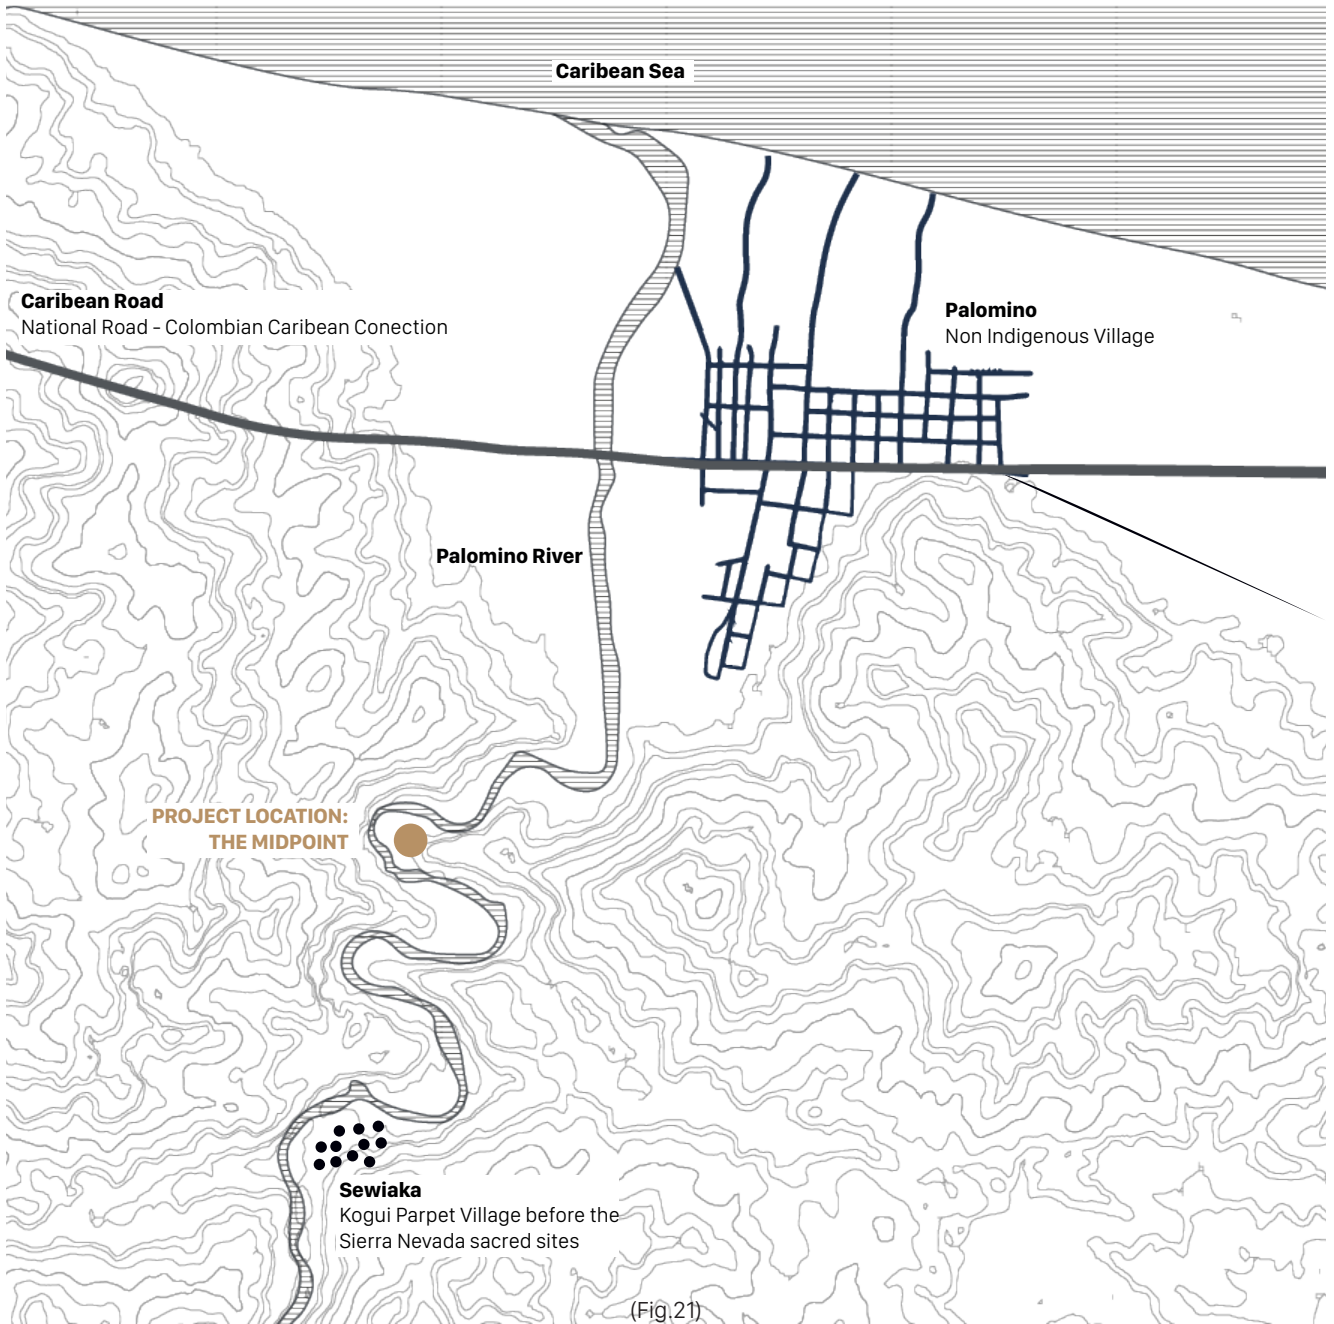 Caribean Sea
Caribean Road
National Road - Colombian Caribean Conection
Palomino
Non Indigenous Village
Palomino River
PROJECT LOCATION:
THE MIDPOINT
Sewiaka
Kogui Parpet Village before the
Sierra Nevada sacred sites
(Fig.21)